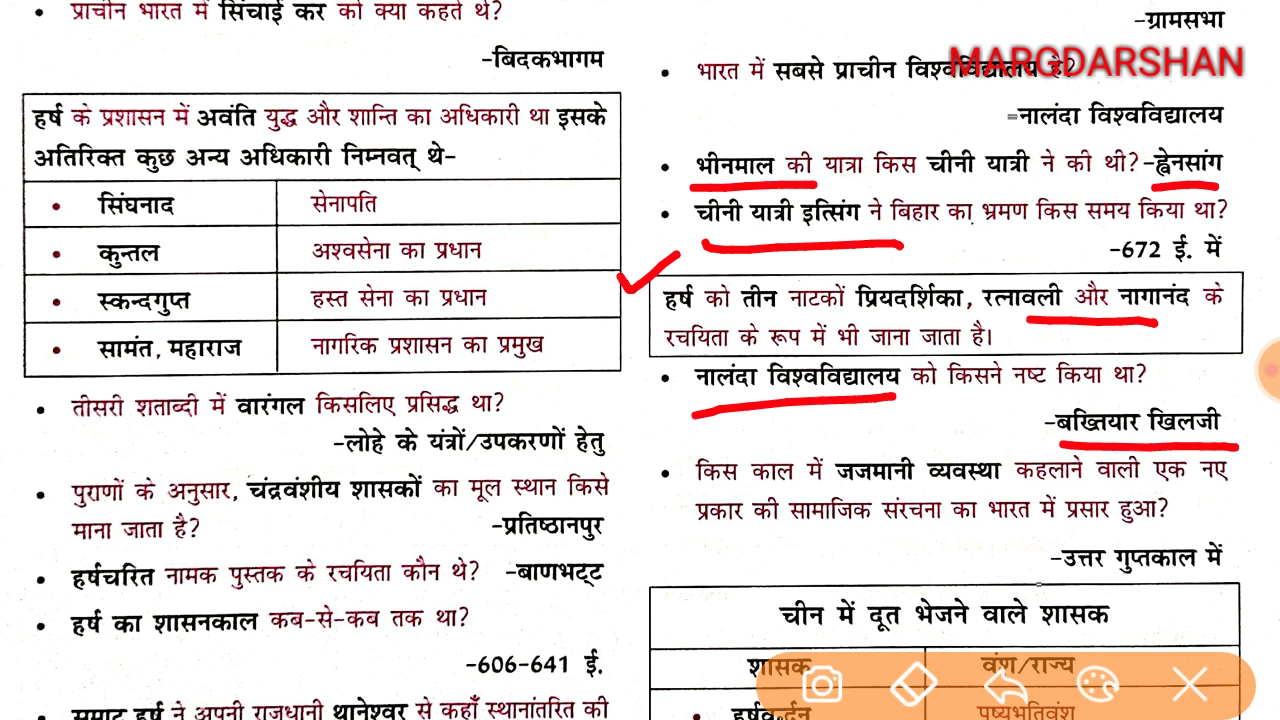 • प्राचीन भारत में सिंचाई कर को क्या कहते थे?
-बिदकभागम
हर्ष के प्रशासन में अवंति युद्ध और शान्ति का अधिकारी था इसके
अतिरिक्त कुछ अन्य अधिकारी निम्नवत् थे-
• सिंघनाद सेनापति
• कुन्तल अश्वसेना का प्रधान
• स्कन्दगुप्त हस्त सेना का प्रधान
• सामंत, महाराज नागरिक प्रशासन का प्रमुख
• तीसरी शताब्दी में वारंगल किसलिए प्रसिद्ध था?
-लोहे के यंत्रों/उपकरणों हेतु
• पुराणों के अनुसार, चंद्रवंशीय शासकों का मूल स्थान किसे
माना जाता है? -प्रतिष्ठानपुर
• हर्षचरित नामक पुस्तक के रचयिता कौन थे? -बाणभट्ट
• हर्ष का शासनकाल कब-से-कब तक था?
-606-641 ई.
सम्राट हर्ष ने अपनी राजधानी थानेश्वर से कहाँ स्थानांतरित की
-ग्रामसभा
MARGDARSHAN
• भारत में सबसे प्राचीन विश्वविद्यालय है?
=नालंदा विश्वविद्यालय
• भीनमाल की यात्रा किस चीनी यात्री ने की थी? -ह्वेनसांग
• चीनी यात्री इत्सिंग ने बिहार का भ्रमण किस समय किया था?
-672 ई. में
हर्ष को तीन नाटकों प्रियदर्शिका, रत्नावली और नागानंद के
रचयिता के रूप में भी जाना जाता है।
• नालंदा विश्वविद्यालय को किसने नष्ट किया था?
-बख्तियार खिलजी
• किस काल में जजमानी व्यवस्था कहलाने वाली एक नए
प्रकार की सामाजिक संरचना का भारत में प्रसार हुआ?
-उत्तर गुप्तकाल में
चीन में दूत भेजने वाले शासक
शासक वंश/राज्य
• हर्षवर्द्धन पुष्यभूतिवंश